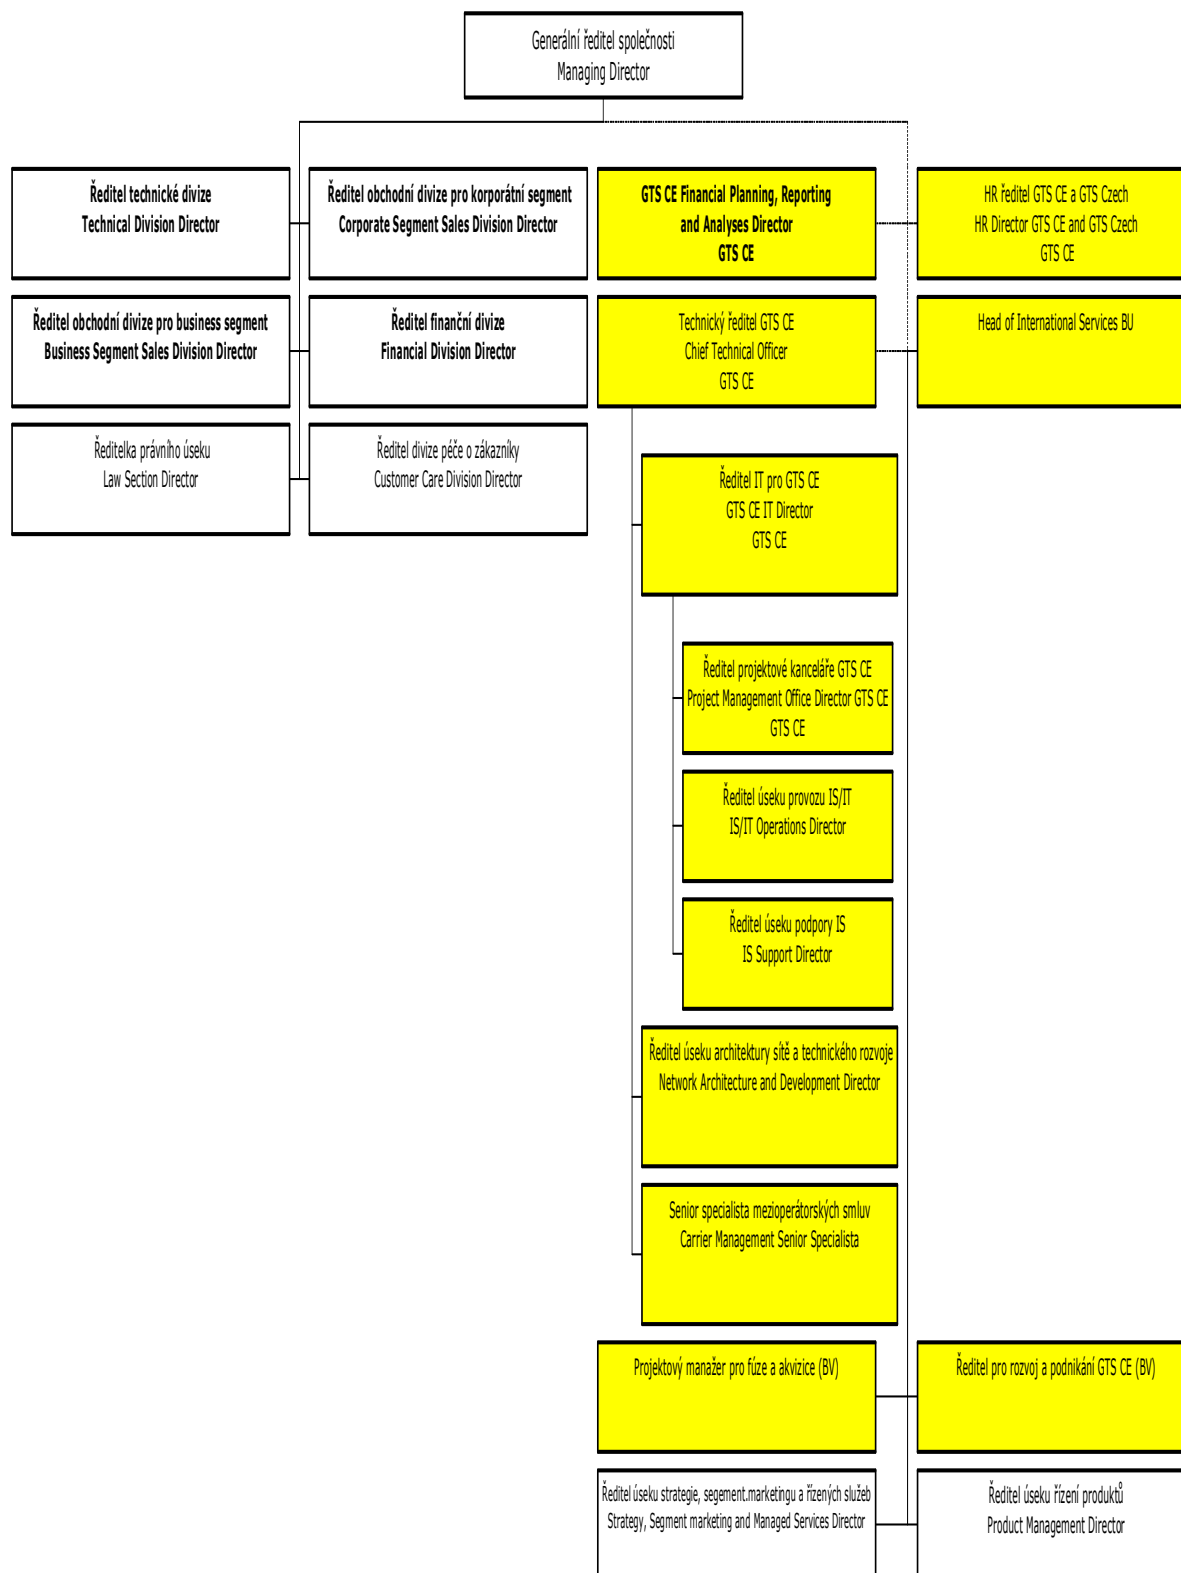 Generální ředitel společnosti
Managing Director
Ředitel technické divize
Technical Division Director
Ředitel obchodní divize pro korporátní segment
Corporate Segment Sales Division Director
GTS CE Financial Planning, Reporting
and Analyses Director
GTS CE
HR ředitel GTS CE a GTS Czech
HR Director GTS CE and GTS Czech
GTS CE
Ředitel obchodní divize pro business segment
Business Segment Sales Division Director
Ředitel finanční divize
Financial Division Director
Technický ředitel GTS CE
Chief Technical Officer
GTS CE
Head of International Services BU
Ředitelka právního úseku
Law Section Director
Ředitel divize péče o zákazníky
Customer Care Division Director
Ředitel IT pro GTS CE
GTS CE IT Director
GTS CE
Ředitel projektové kanceláře GTS CE
Project Management Office Director GTS CE
GTS CE
Ředitel úseku provozu IS/IT
IS/IT Operations Director
Ředitel úseku podpory IS
IS Support Director
Ředitel úseku architektury sítě a technického rozvoje
Network Architecture and Development Director
Senior specialista mezioperátorských smluv
Carrier Management Senior Specialista
Projektový manažer pro fúze a akvizice (BV)
Ředitel pro rozvoj a podnikání GTS CE (BV)
Ředitel úseku strategie, segement.marketingu a řízených služeb
Strategy, Segment marketing and Managed Services Director
Ředitel úseku řízení produktů
Product Management Director